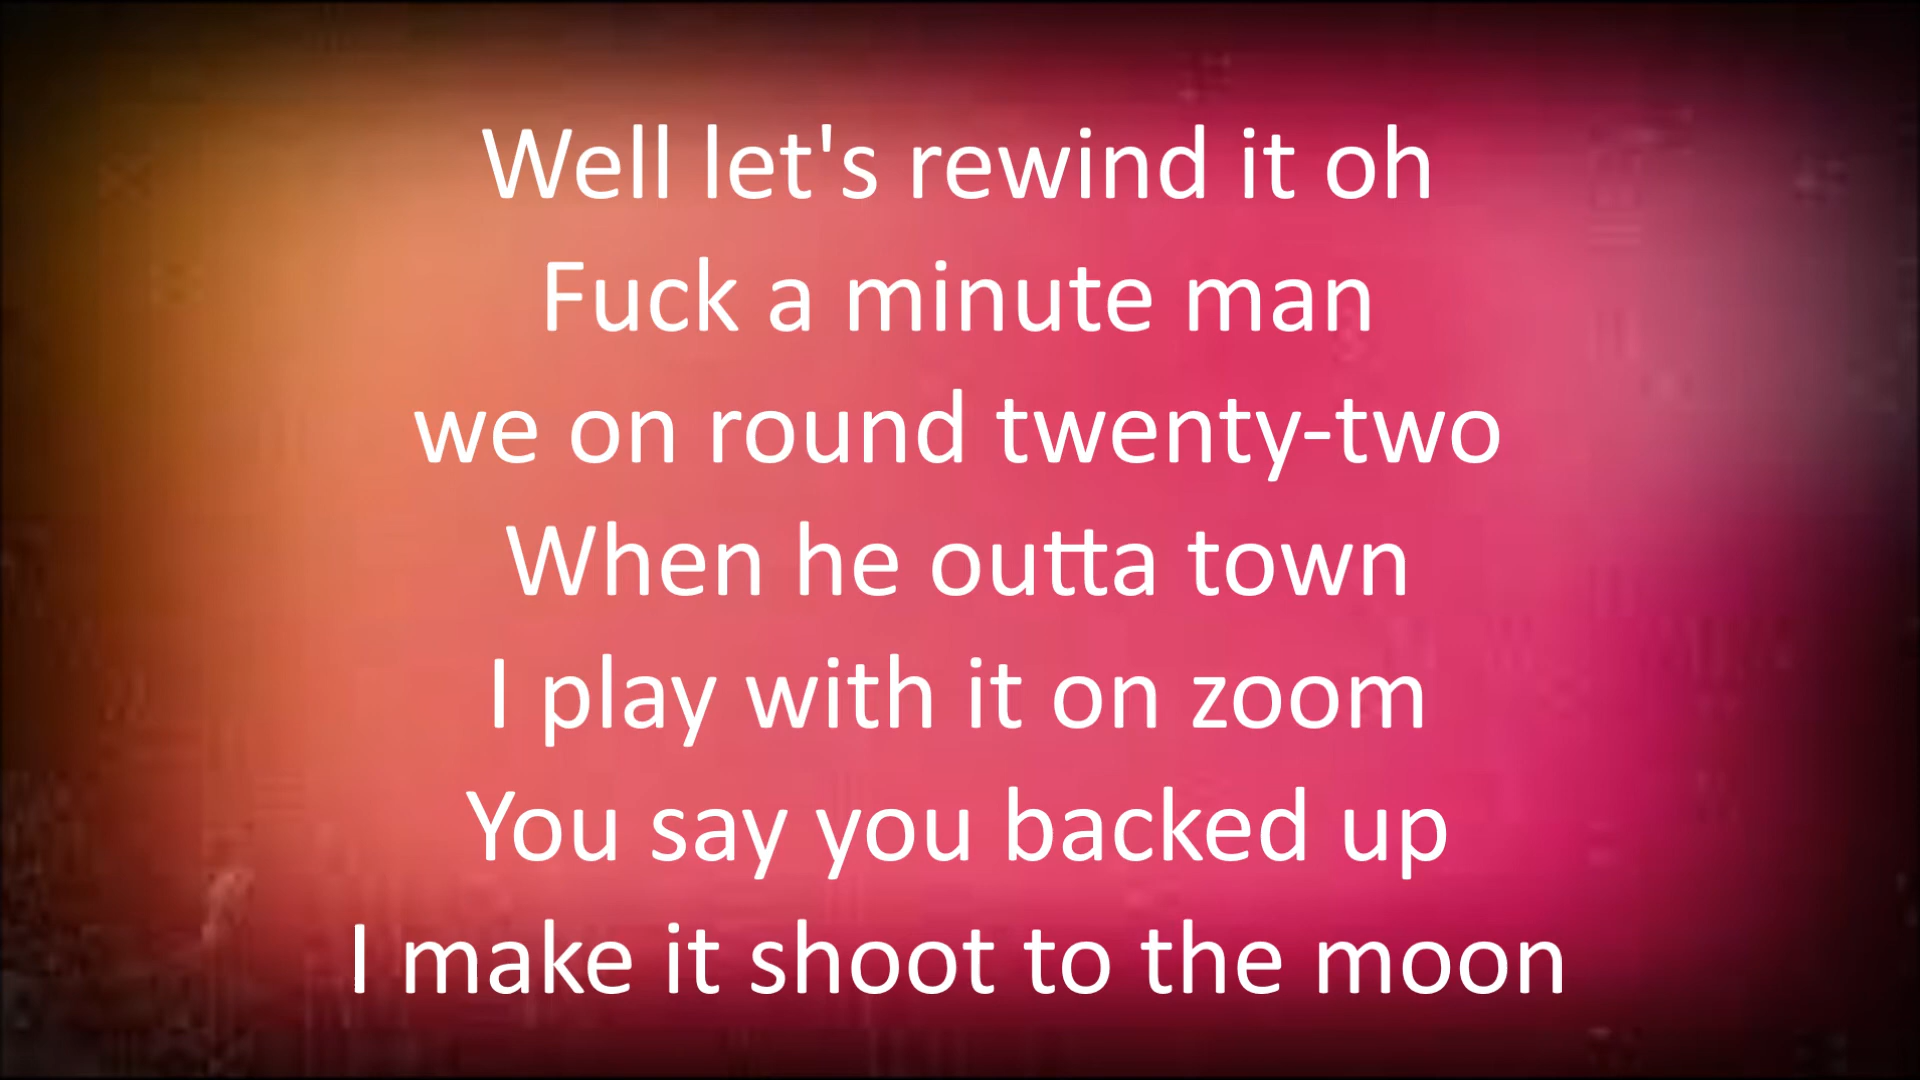 Well let's rewind it oh
Fuck a minute man
we on round twenty-two
When he outta town
I play with it on zoom
You say you backed up
I make it shoot to the moon